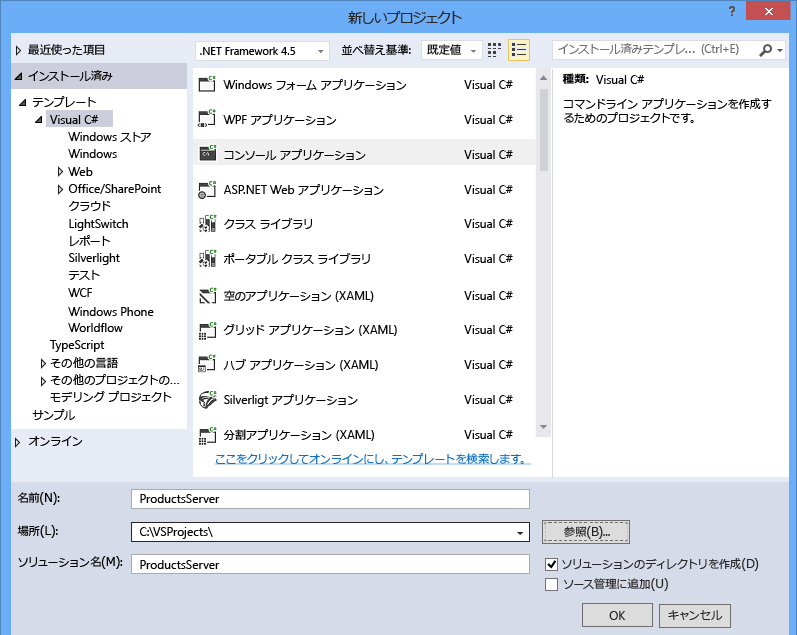 新しいプロジェクト
? ×
最近使った項目
.NET Framework 4.5 並べ替え基準: 既定値
インストール済みテンプレ... (Ctrl+E)
インストール済み
テンプレート
Visual C#
Windows ストア
Windows
Web
Office/SharePoint
クラウド
LightSwitch
レポート
Silverlight
テスト
WCF
Windows Phone
Worldflow
TypeScript
その他の言語
その他のプロジェクトの...
モデリング プロジェクト
サンプル
オンライン
Windows フォーム アプリケーション Visual C#
WPF アプリケーション Visual C#
コンソール アプリケーション Visual C#
ASP.NET Web アプリケーション Visual C#
クラス ライブラリ Visual C#
ポータブル クラス ライブラリ Visual C#
空のアプリケーション (XAML) Visual C#
グリッド アプリケーション (XAML) Visual C#
ハブ アプリケーション (XAML) Visual C#
Silverligt アプリケーション Visual C#
分割アプリケーション (XAML) Visual C#
ここをクリックしてオンラインにし、テンプレートを検索します。
種類: Visual C#
コマンドライン アプリケーションを作成す
るためのプロジェクトです。
名前(N): ProductsServer
場所(L): C:\VSProjects\ 参照(B)...
ソリューション名(M): ProductsServer
ソリューションのディレクトリを作成(D)
ソース管理に追加(U)
OK キャンセル